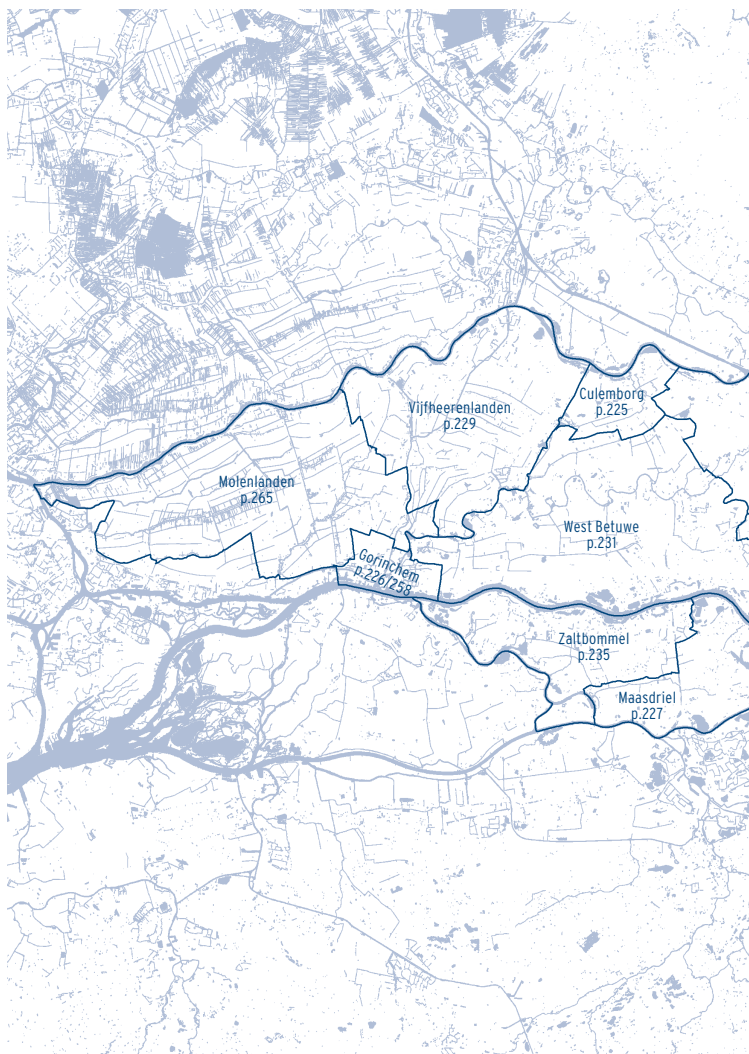 Culemborg
p.225
Vijfheerenlanden
p.229
Molenlanden
p.265
West Betuwe
p.231
Gorinchem
p.226/258
Zaltbommel
p.235
Maasdriel
p.227